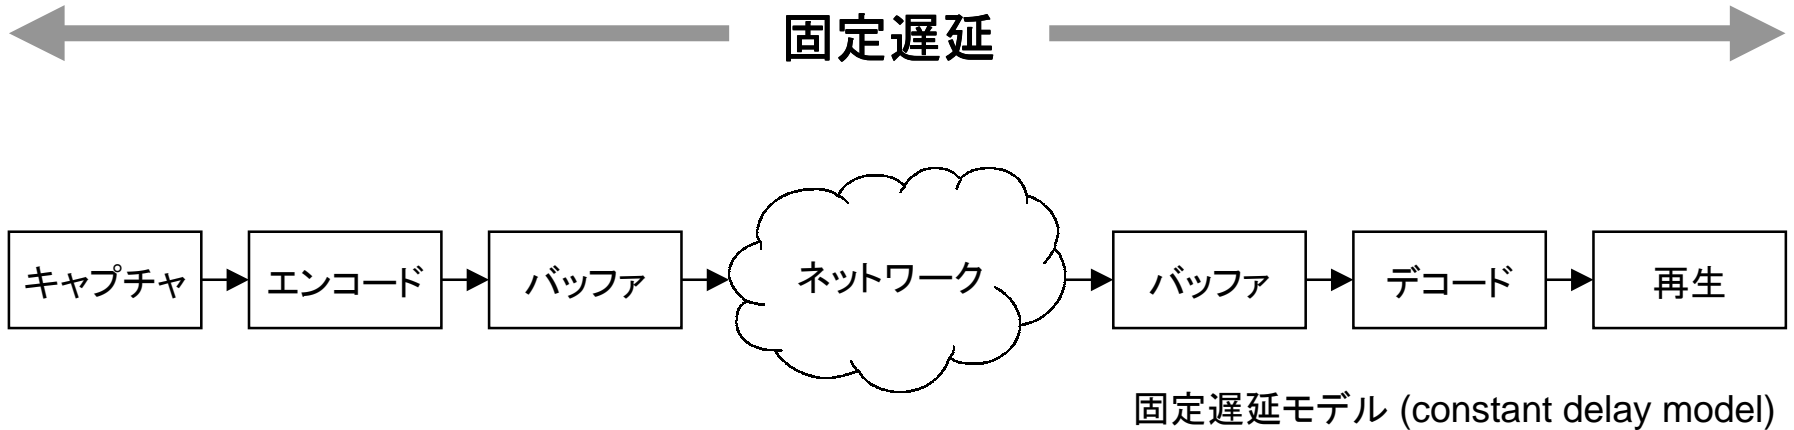 固定遅延
キャプチャ
エンコード
バッファ
ネットワーク
バッファ
デコード
再生
固定遅延モデル (constant delay model)